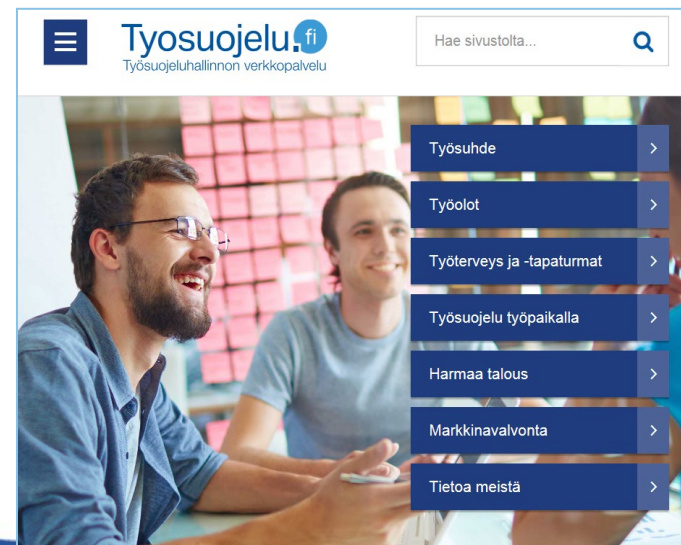 Tyosuojelu.fi
Työsuojeluhallinnon verkkopalvelu
Hae sivustolta...
Työsuhde
Työolot
Työterveys ja -tapaturmat
Työsuojelu työpaikalla
Harmaa talous
Markkinavalvonta
Tietoa meistä